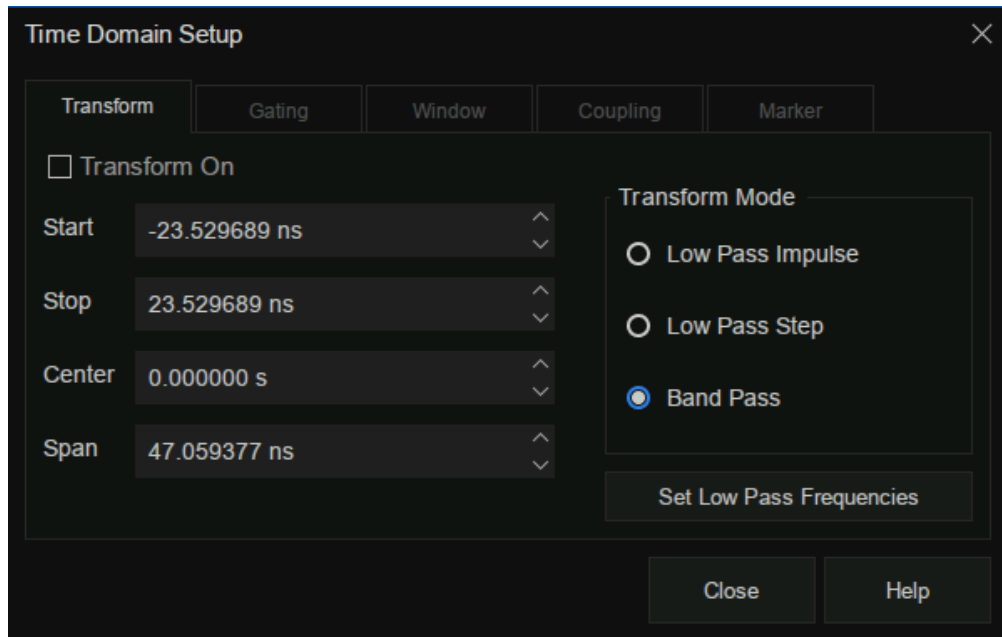 Time Domain Setup
Transform Gating Window Coupling Marker
Transform On
Start -23.529689 ns
Stop 23.529689 ns
Center 0.000000 s
Span 47.059377 ns
Transform Mode
Low Pass Impulse
Low Pass Step
Band Pass
Set Low Pass Frequencies
Close Help